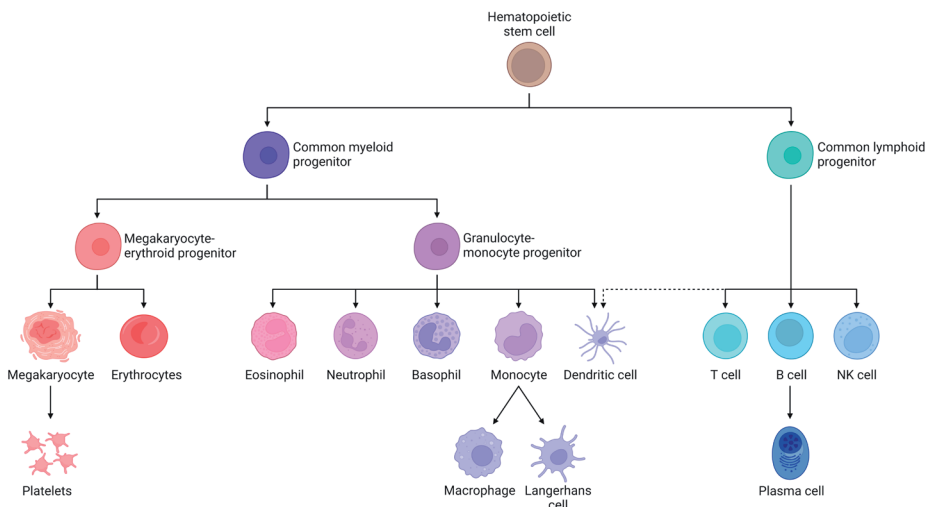 Hematopoietic
stem cell
Common myeloid
progenitor
Common lymphoid
progenitor
Megakaryocyte-
erythroid progenitor
Granulocyte-
monocyte progenitor
Megakaryocyte
Erythrocytes
Eosinophil
Neutrophil
Basophil
Monocyte
Dendritic cell
T cell
B cell
NK cell
Platelets
Macrophage
Langerhans
cell
Plasma cell